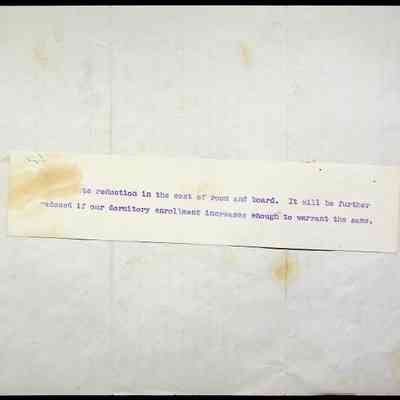 reduction in the cost of room and board. It will be further
reduced if our dormitory enrollment increases enough to warrant the same.